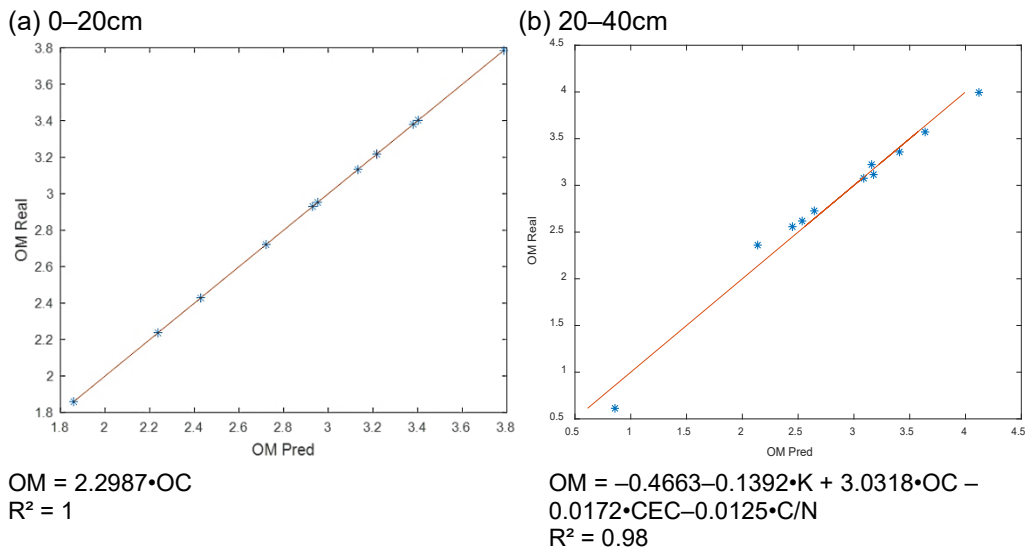 (a) 0–20cm
3.8
3.6
3.4
3.2
3
2.8
2.6
2.4
2.2
2
1.8
OM Real
1.8 2 2.2 2.4 2.6 2.8 3 3.2 3.4 3.6 3.8
OM Pred
OM = 2.2987•OC
R² = 1
(b) 20–40cm
4.5
4
3.5
3
2.5
2
1.5
1
0.5
OM Real
0.5 1 1.5 2 2.5 3 3.5 4 4.5
OM Pred
OM = –0.4663–0.1392•K + 3.0318•OC –
0.0172•CEC–0.0125•C/N
R² = 0.98